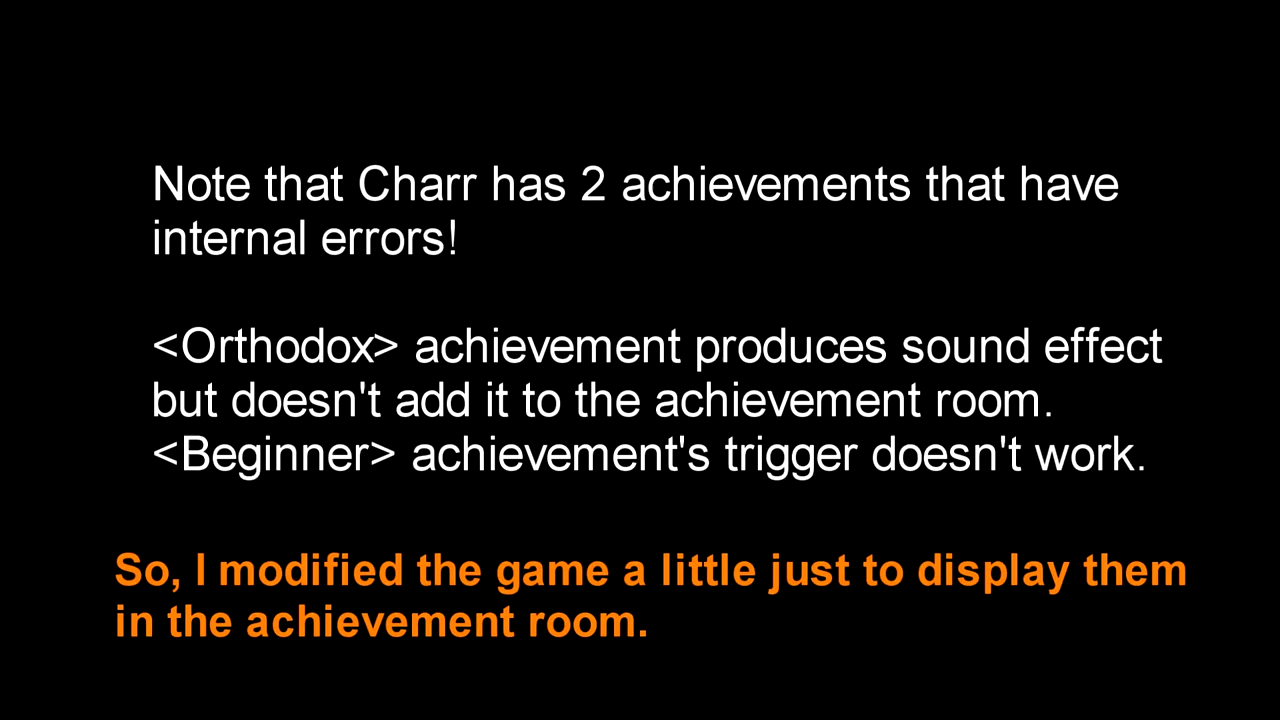 Note that Charr has 2 achievements that have
internal errors!
<Orthodox> achievement produces sound effect
but doesn't add it to the achievement room.
<Beginner> achievement's trigger doesn't work.
So, I modified the game a little just to display them
in the achievement room.